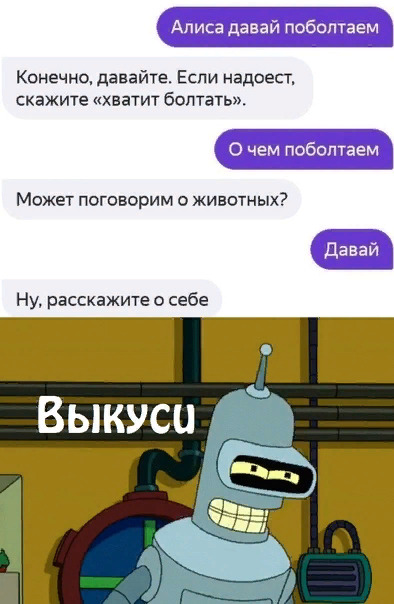 Алиса давай поболтаем
Конечно, давайте. Если надоест,
скажите «хватит болтать».
О чем поболтаем
Может поговорим о животных?
Давай
Ну, расскажите о себе
Выкуси